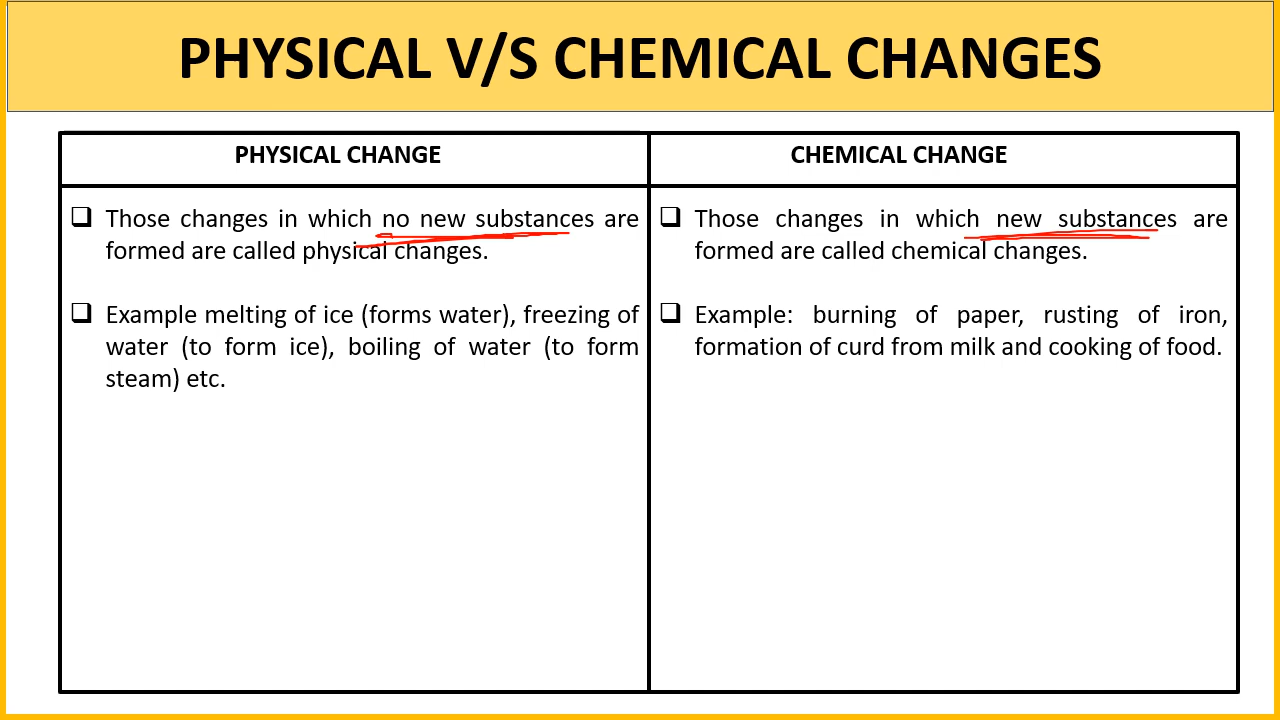 PHYSICAL V/S CHEMICAL CHANGES
PHYSICAL CHANGE
Those changes in which no new substances are
formed are called physical changes.
Example melting of ice (forms water), freezing of
water (to form ice), boiling of water (to form
steam) etc.
CHEMICAL CHANGE
Those changes in which new substances are
formed are called chemical changes.
Example: burning of paper, rusting of iron,
formation of curd from milk and cooking of food.